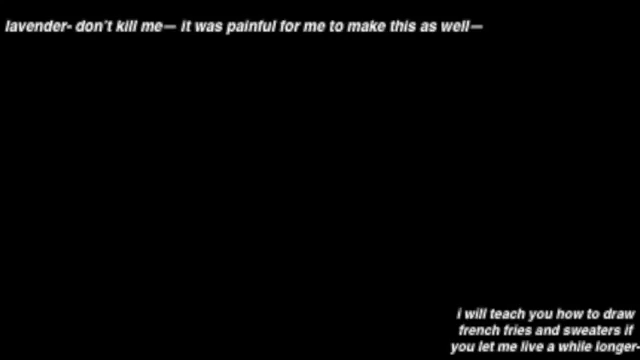 lavender- don't kill me— it was painful for me to make this as well—
i will teach you how to draw
french fries and sweaters if
you let me live a while longer-